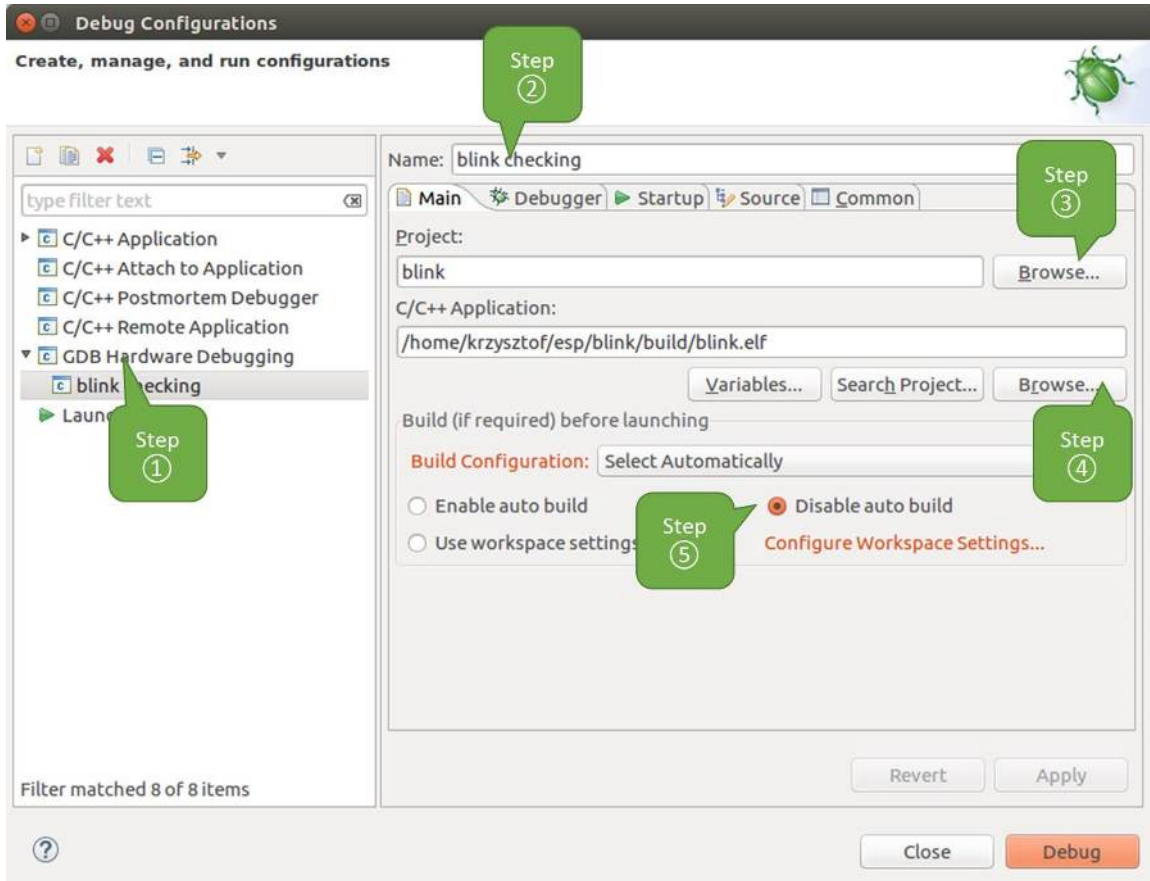 Debug Configurations
Create, manage, and run configurations
Step
②
type filter text
C/C++ Application
C/C++ Attach to Application
C/C++ Postmortem Debugger
C/C++ Remote Application
GDB Hardware Debugging
blink checking
Launc
Step
①
Filter matched 8 of 8 items
Name: blink checking
Main Debugger Startup Source Common
Step
③
Project:
blink
Browse...
C/C++ Application:
/home/krzysztof/esp/blink/build/blink.elf
Variables... Search Project... Browse...
Step
④
Build (if required) before launching
Build Configuration: Select Automatically
Enable auto build Disable auto build
Step
⑤
Use workspace settings Configure Workspace Settings...
Revert Apply
Close Debug